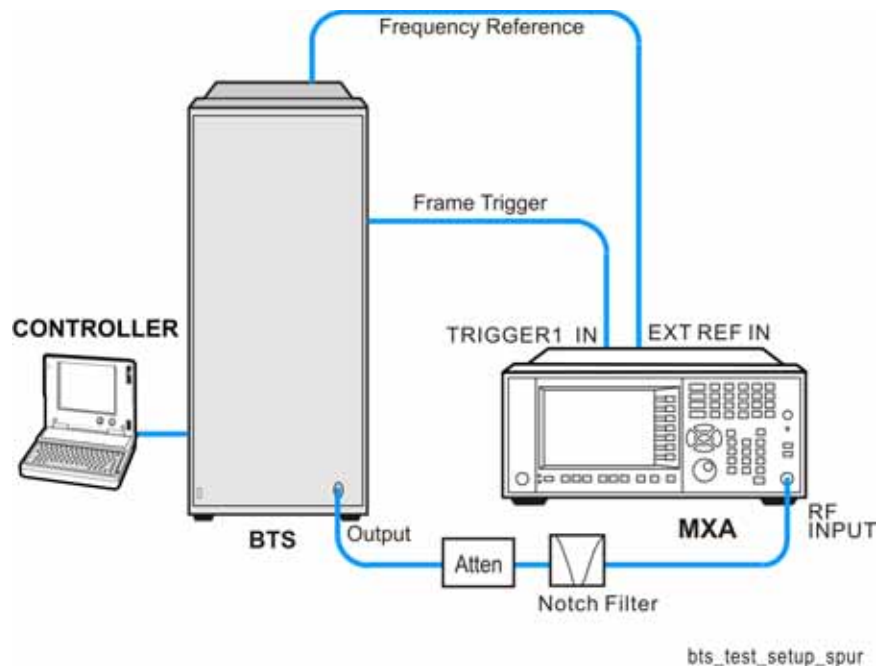 Frequency Reference
Frame Trigger
CONTROLLER
TRIGGER1 IN
EXT REF IN
BTS
Output
Atten
Notch Filter
MXA
RF
INPUT
bts_test_setup_spur